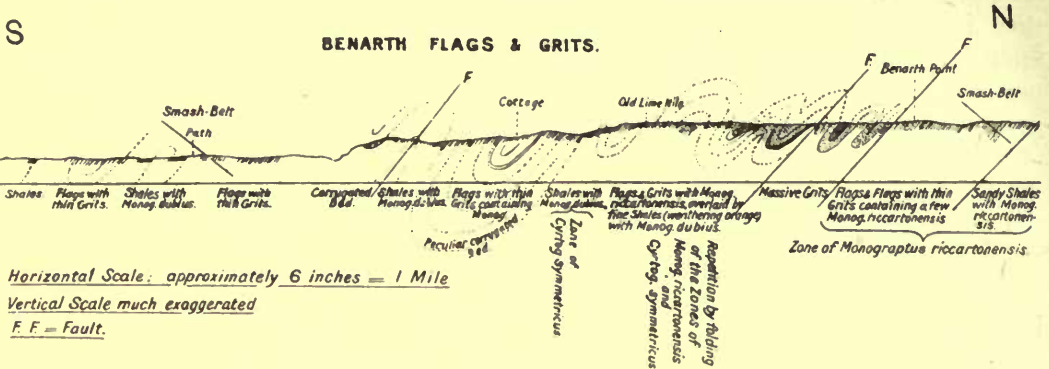 S
N
BENARTH FLAGS & GRITS.
F
F
F
Benarth Point
Smash-Belt
Path
Cottage
Old Lime Kiln
Smash-Belt
Shales.
Flags with
thin Grits.
Shales with
Monog. dubius.
Flags with
thin Grits.
Corrugated
Bed.
Shales with
Monog. dubius.
Flags with thin
Grits containing
Monog.
Peculiar corrugated
Bed.
Shales with
Monog. dubius,
Zone of
Cyrtog. Symmetricus
Flags & Grits with Monog.
riccartonensis, overlaid by
fine Shales (weathering orange)
with Monog. dubius.
Repetition by folding
of the Zones of
Monog. riccartonensis
and
Cyrtog. symmetricus
Massive Grits
Flags & Flags with thin
Grits containing a few
Monog. riccartonensis
Sandy Shales
with Monog.
riccartonen-
sis.
Zone of Monograptus riccartonensis
Horizontal Scale: approximately 6 inches = 1 Mile
Vertical Scale much exaggerated
F. F. = Fault.